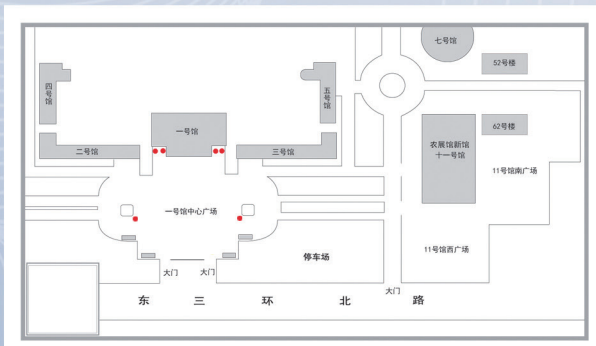 七号馆
52号楼
四号馆
五号馆
一号馆
62号楼
农展馆新馆
十一号馆
二号馆
三号馆
11号馆南广场
一号馆中心广场
11号馆西广场
停车场
大门
大门
大门
东三环北路